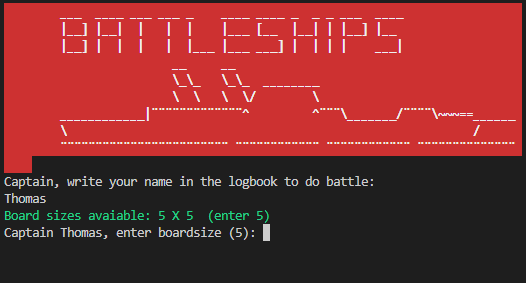 BATTLESHIPS
Captain, write your name in the logbook to do battle:
Thomas
Board sizes avaiable: 5 X 5  (enter 5)
Captain Thomas, enter boardsize (5):